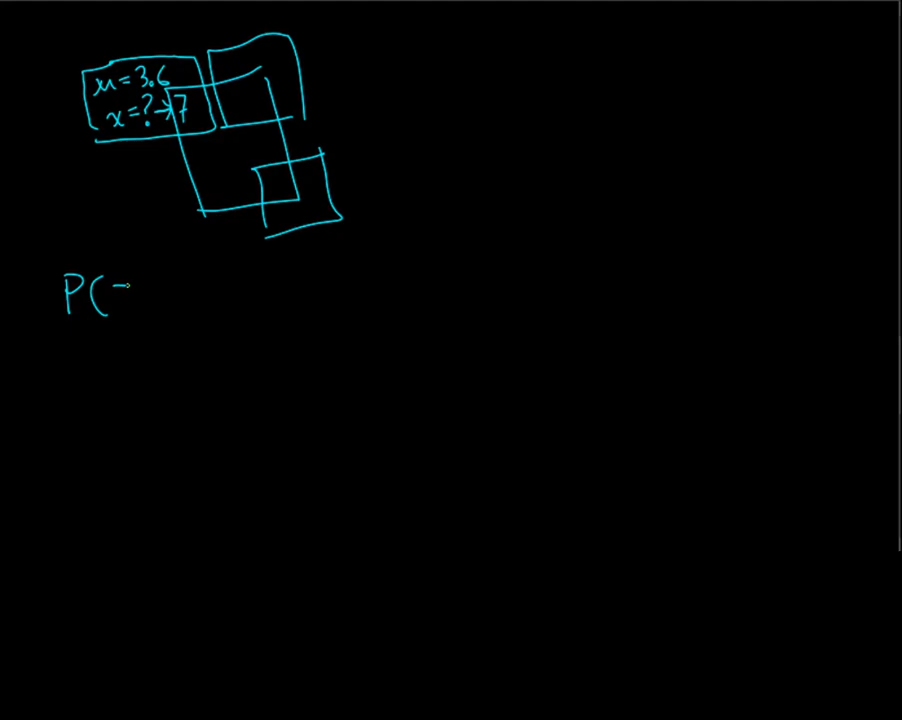 μ = 3.6
x = ? → 7
P( -